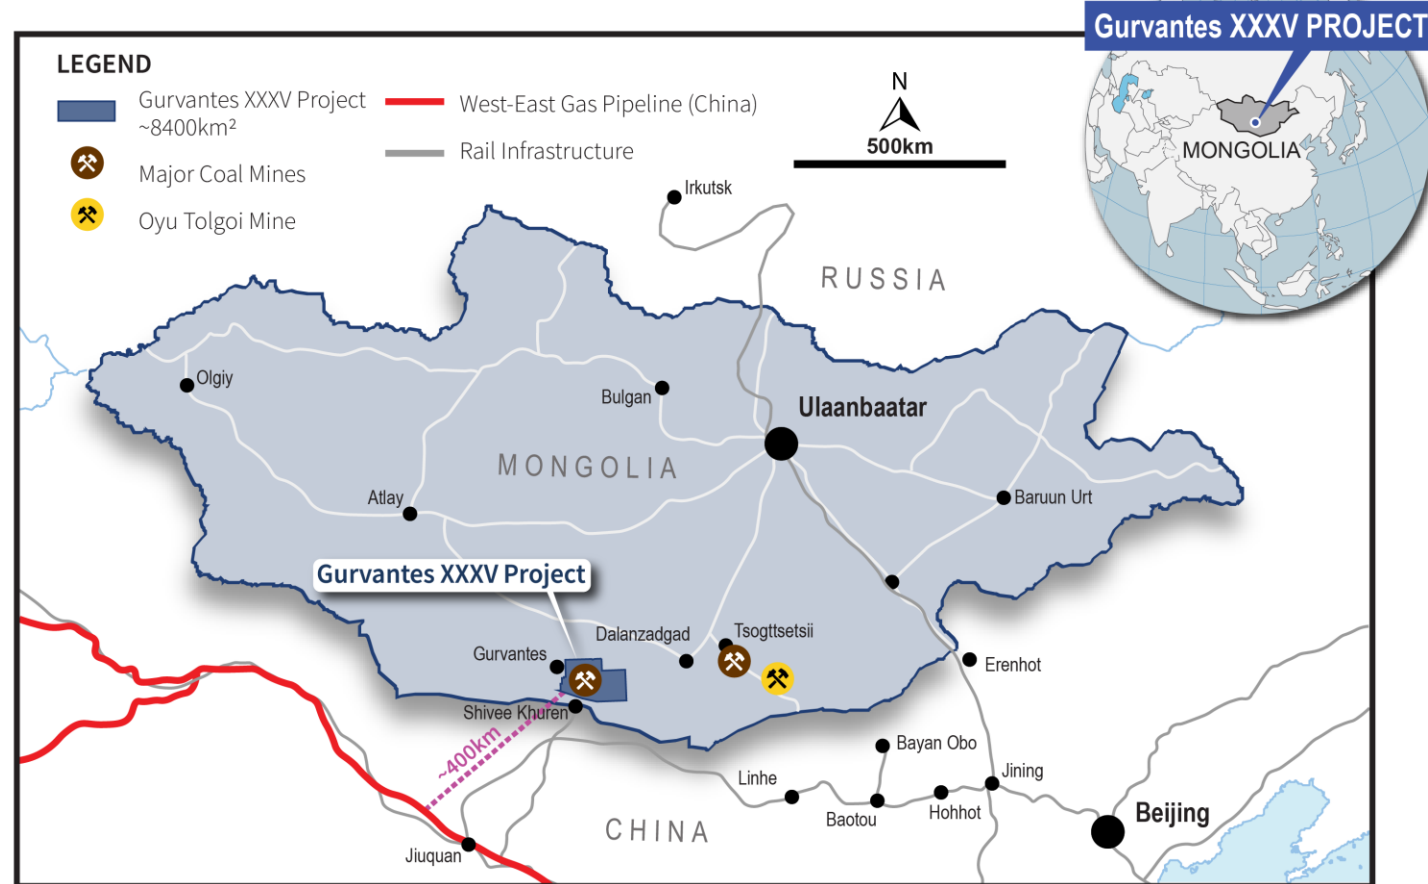 Gurvantes XXXV PROJECT
MONGOLIA
LEGEND
Gurvantes XXXV Project
~8400km²
Major Coal Mines
Oyu Tolgoi Mine
West-East Gas Pipeline (China)
Rail Infrastructure
N
500km
Irkutsk
RUSSIA
Olgiy
Bulgan
Ulaanbaatar
MONGOLIA
Atlay
Baruun Urt
Gurvantes XXXV Project
Dalanzadgad
Tsogttsetsii
Gurvantes
Erenhot
Shivee Khuren
~400km
Bayan Obo
Linhe
Jining
Baotou
Hohhot
Beijing
CHINA
Jiuquan